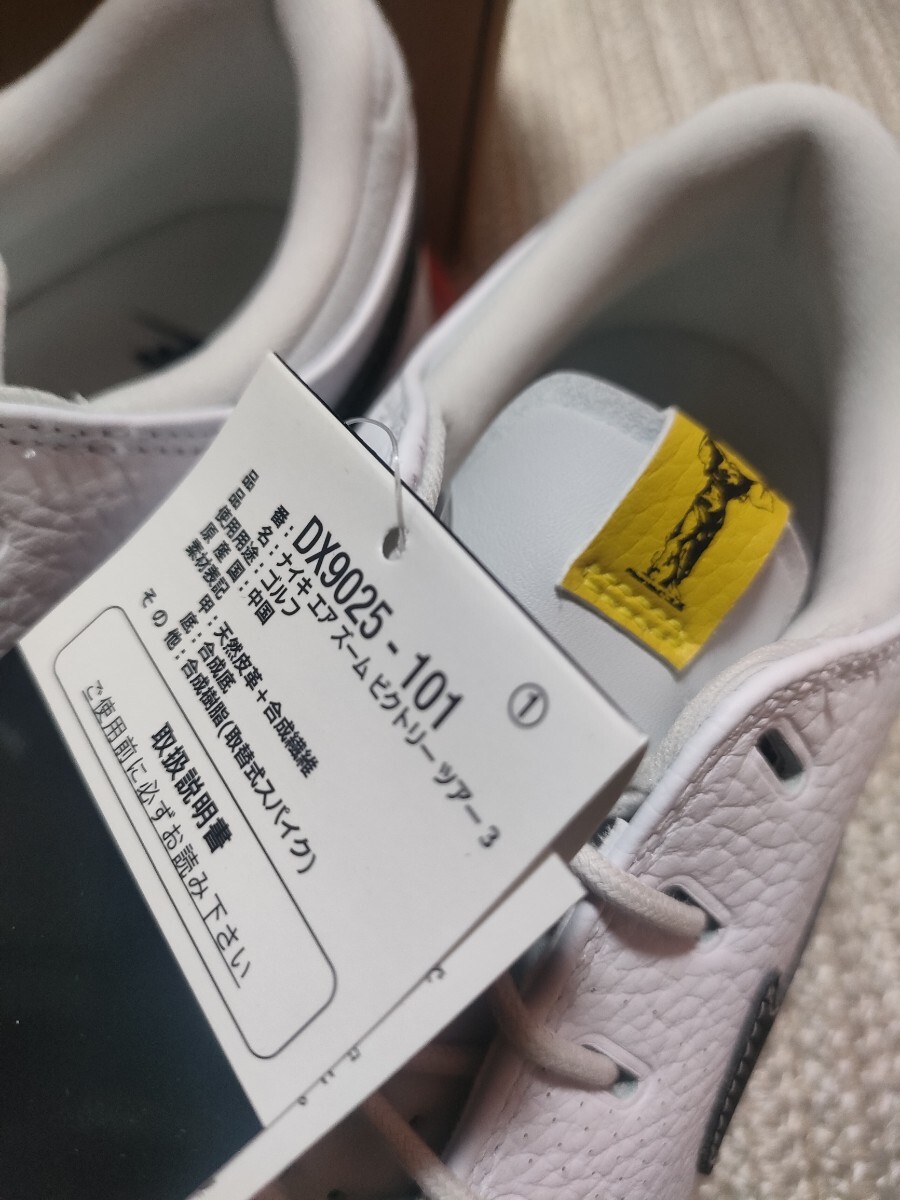 品番：DX9025-101 ①
品名：ナイキ エア ズーム ビクトリー ツアー 3
使用用途：ゴルフ
原産国：中国
素材表記 甲：天然皮革＋合成繊維
底：合成底
その他：合成樹脂(取替式スパイク)
取扱説明書
ご使用前に必ずお読み下さい